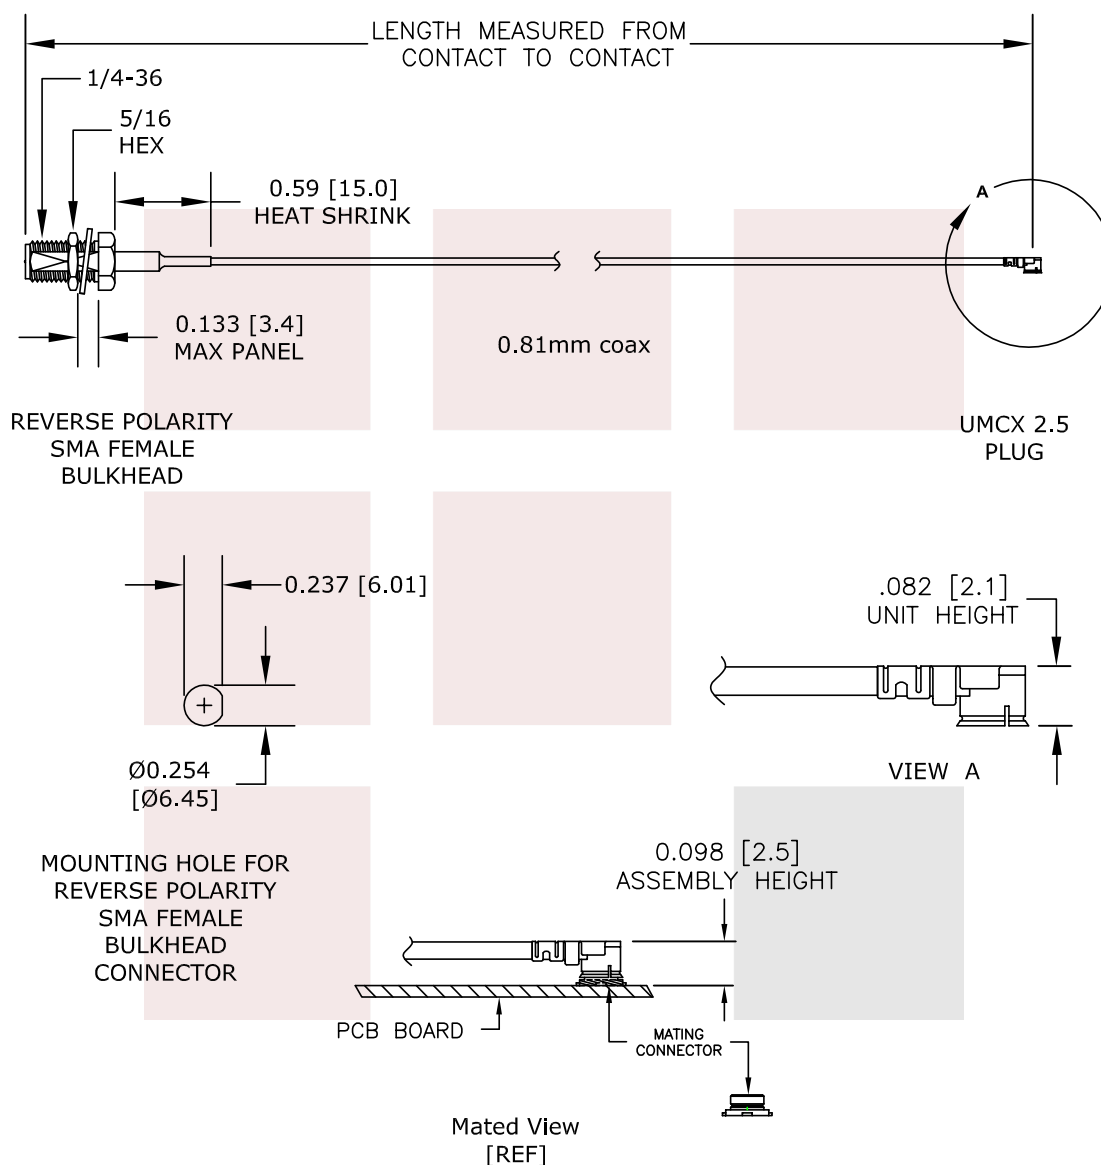 LENGTH MEASURED FROM
CONTACT TO CONTACT
1/4-36
5/16
HEX
0.59 [15.0]
HEAT SHRINK
A
0.133 [3.4]
MAX PANEL
0.81mm coax
REVERSE POLARITY
SMA FEMALE
BULKHEAD
UMCX 2.5
PLUG
0.237 [6.01]
.082 [2.1]
UNIT HEIGHT
Ø0.254
[Ø6.45]
VIEW A
MOUNTING HOLE FOR
REVERSE POLARITY
SMA FEMALE
BULKHEAD
CONNECTOR
0.098 [2.5]
ASSEMBLY HEIGHT
PCB BOARD
MATING
CONNECTOR
Mated View
[REF]